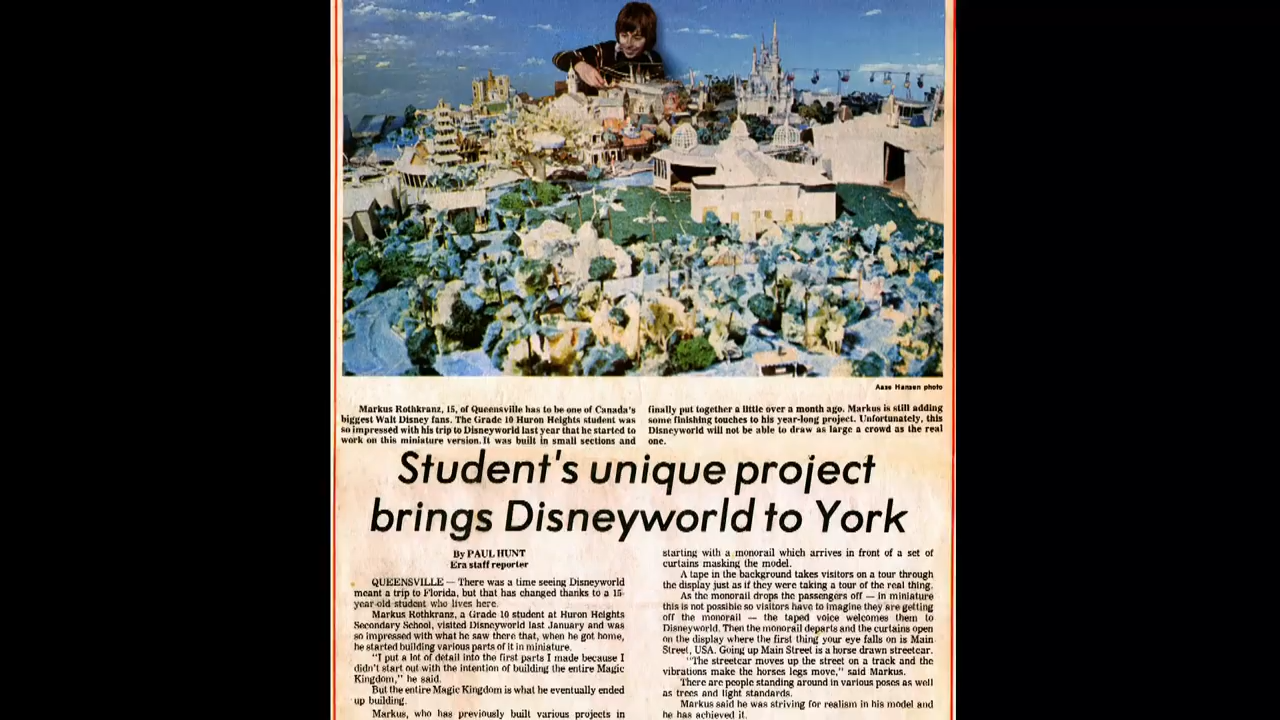 Aase Hansen photo
Markus Rothkranz, 15, of Queensville has to be one of Canada's
biggest Walt Disney fans. The Grade 10 Huron Heights student was
so impressed with his trip to Disneyworld last year that he started to
work on this miniature version. It was built in small sections and
finally put together a little over a month ago. Markus is still adding
some finishing touches to his year-long project. Unfortunately, this
Disneyworld will not be able to draw as large a crowd as the real
one.
Student's unique project
brings Disneyworld to York
By PAUL HUNT
Era staff reporter
QUEENSVILLE — There was a time seeing Disneyworld
meant a trip to Florida, but that has changed thanks to a 15-
year-old student who lives here.
Markus Rothkranz, a Grade 10 student at Huron Heights
Secondary School, visited Disneyworld last January and was
so impressed with what he saw there that, when he got home,
he started building various parts of it in miniature.
"I put a lot of detail into the first parts I made because I
didn't start out with the intention of building the entire Magic
Kingdom," he said.
But the entire Magic Kingdom is what he eventually ended
up building.
Markus, who has previously built various projects in
starting with a monorail which arrives in front of a set of
curtains masking the model.
A tape in the background takes visitors on a tour through
the display just as if they were taking a tour of the real thing.
As the monorail drops the passengers off — in miniature
this is not possible so visitors have to imagine they are getting
off the monorail — the taped voice welcomes them to
Disneyworld. Then the monorail departs and the curtains open
on the display where the first thing your eye falls on is Main
Street, USA. Going up Main Street is a horse drawn streetcar.
"The streetcar moves up the street on a track and the
vibrations make the horses legs move," said Markus.
There are people standing around in various poses as well
as trees and light standards.
Markus said he was striving for realism in his model and
he has achieved it.